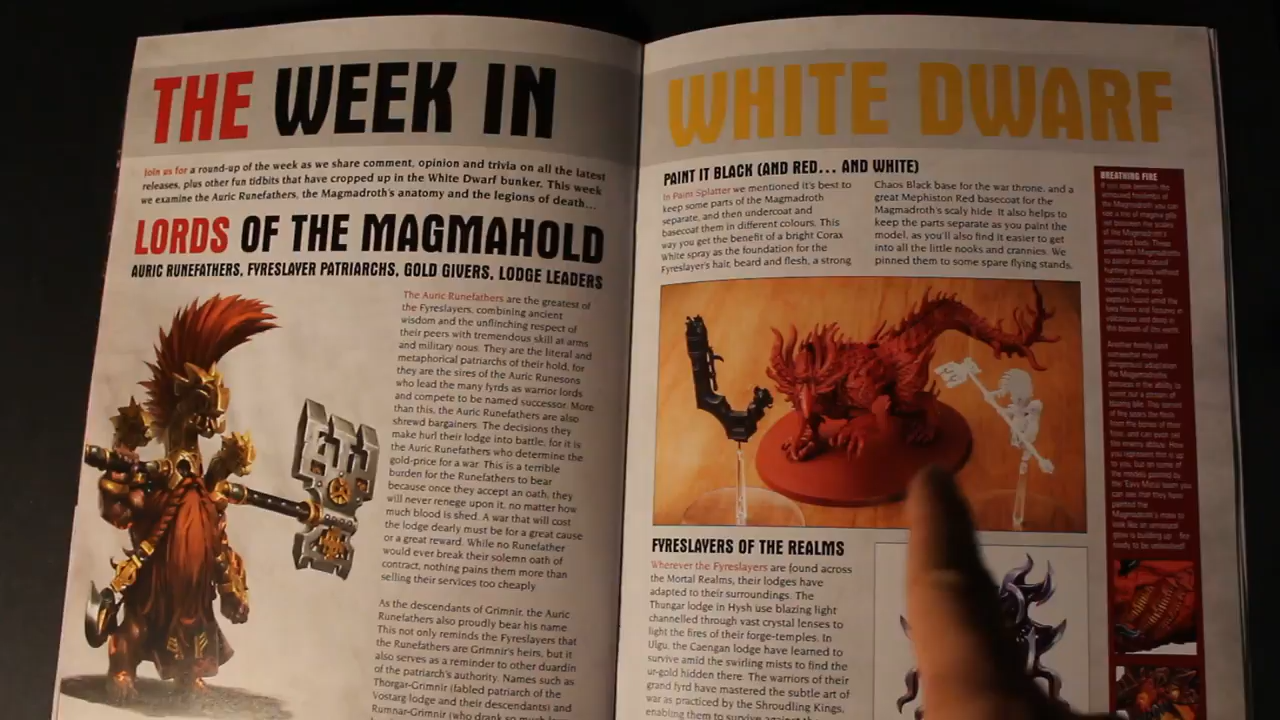 THE WEEK IN
Join us for a round-up of the week as we share comment, opinion and trivia on all the latest
releases, plus other fun tidbits that have cropped up in the White Dwarf bunker. This week
we examine the Auric Runefathers, the Magmadroth's anatomy and the legions of death...
LORDS OF THE MAGMAHOLD
AURIC RUNEFATHERS, FYRESLAYER PATRIARCHS, GOLD GIVERS, LODGE LEADERS
The Auric Runefathers are the greatest of
the Fyreslayers, combining ancient
wisdom and the unflinching respect of
their peers with tremendous skill at arms
and military nous. They are the literal and
metaphorical patriarchs of their hold, for
they are the sires of the Auric Runesons
who lead the many fyrds as warrior lords
and compete to be named successor. More
than this, the Auric Runefathers are also
shrewd bargainers. The decisions they
make hurl their lodge into battle, for it is
the Auric Runefathers who determine the
gold-price for a war. This is a terrible
burden for the Runefathers to bear
because once they accept an oath, they
will never renege upon it, no matter how
much blood is shed. A war that will cost
the lodge dearly must be for a great cause
or a great reward. While no Runefather
would ever break their solemn oath of
contract, nothing pains them more than
selling their services too cheaply.
As the descendants of Grimnir, the Auric
Runefathers also proudly bear his name.
This not only reminds the Fyreslayers that
the Runefathers are Grimnir's heirs, but it
also serves as a reminder to other duardin
of the patriarch's authority. Names such as
Thorgar-Grimnir (fabled patriarch of the
Vostarg lodge and their descendants) and
Rumnar-Grimnir (who drank so much
WHITE DWARF
PAINT IT BLACK (AND RED... AND WHITE)
In Paint Splatter we mentioned it's best to
keep some parts of the Magmadroth
separate, and then undercoat and
basecoat them in different colours. This
way you get the benefit of a bright Corax
White spray as the foundation for the
Fyreslayer's hair, beard and flesh, a strong
Chaos Black base for the war throne, and a
great Mephiston Red basecoat for the
Magmadroth's scaly hide. It also helps to
keep the parts separate as you paint the
model, as you'll also find it easier to get
into all the little nooks and crannies. We
pinned them to some spare flying stands.
FYRESLAYERS OF THE REALMS
Wherever the Fyreslayers are found across
the Mortal Realms, their lodges have
adapted to their surroundings. The
Thungar lodge in Hysh use blazing light
channelled through vast crystal lenses to
light the fires of their forge-temples. In
Ulgu, the Caengan lodge have learned to
survive amid the swirling mists to find the
ur-gold hidden there. The warriors of their
grand fyrd have mastered the subtle art of
war as practiced by the Shroudling Kings,
enabling them to survive against the
BREATHING FIRE